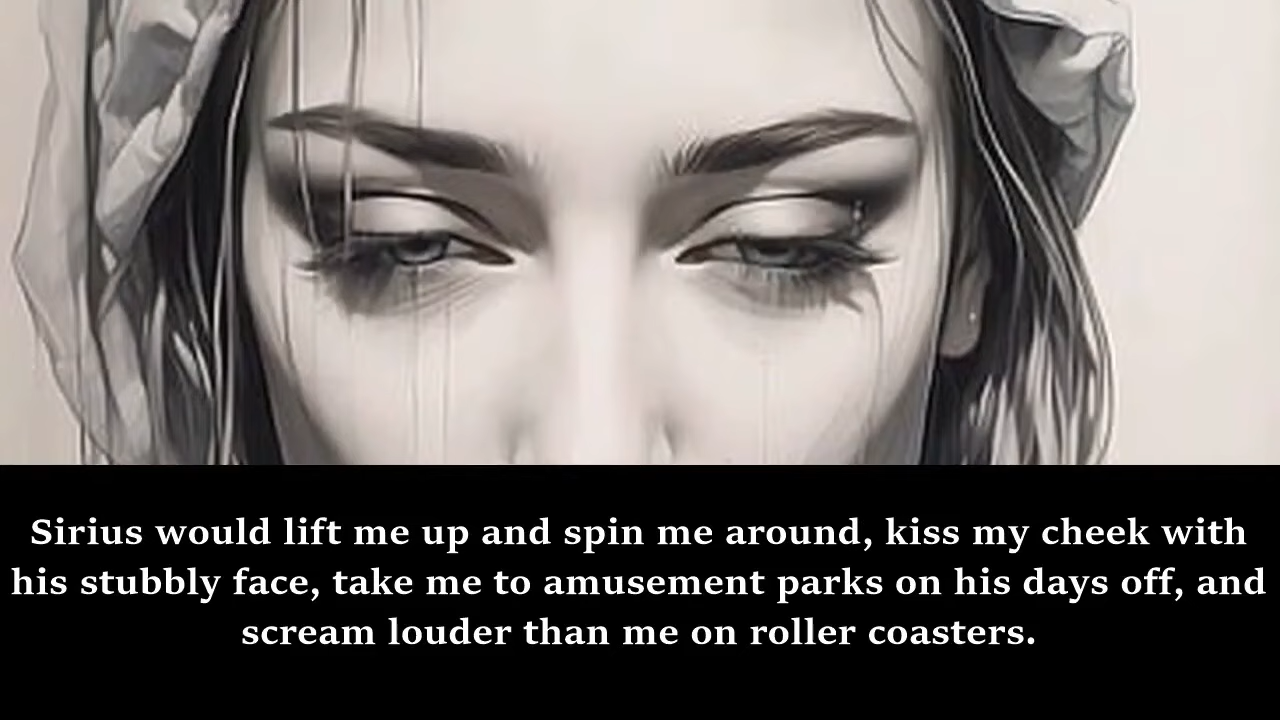 Sirius would lift me up and spin me around, kiss my cheek with
his stubbly face, take me to amusement parks on his days off, and
scream louder than me on roller coasters.